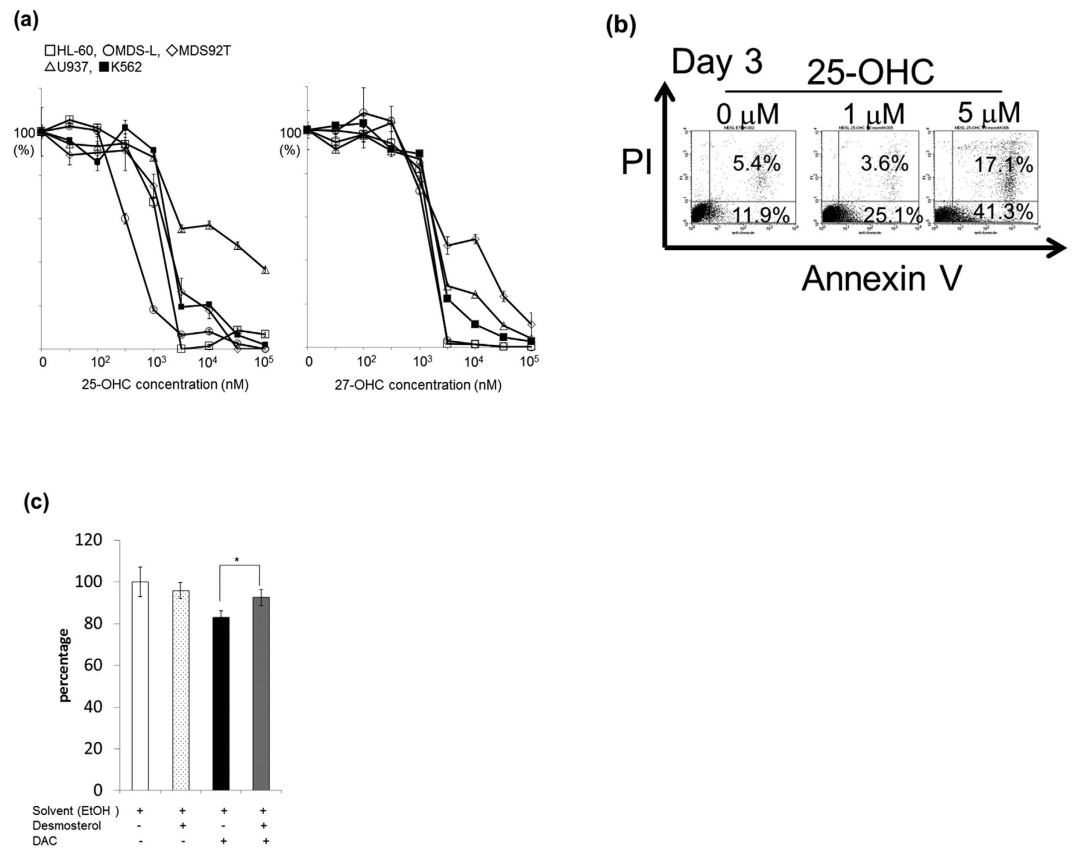 (a)
□HL-60, ○MDS-L, ◇MDS92T
△U937, ■K562
100
(%)
0 10² 10³ 10⁴ 10⁵
25-OHC concentration (nM)
100
(%)
0 10² 10³ 10⁴ 10⁵
27-OHC concentration (nM)
(b)
Day 3
25-OHC
0 μM 1 μM 5 μM
PI
5.4% 3.6% 17.1%
11.9% 25.1% 41.3%
Annexin V
(c)
120
100
80
60
40
20
0
percentage
*
Solvent (EtOH ) + + + +
Desmosterol - + - +
DAC - - + +